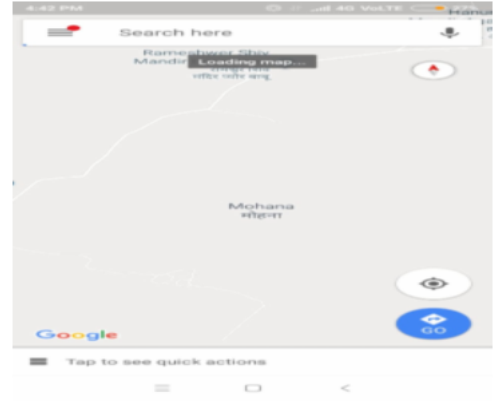 4:42 PM
4G VoLTE
Search here
Rameshwer Shiv
Loading map...
Mohana
मोहना
GO
Google
Tap to see quick actions